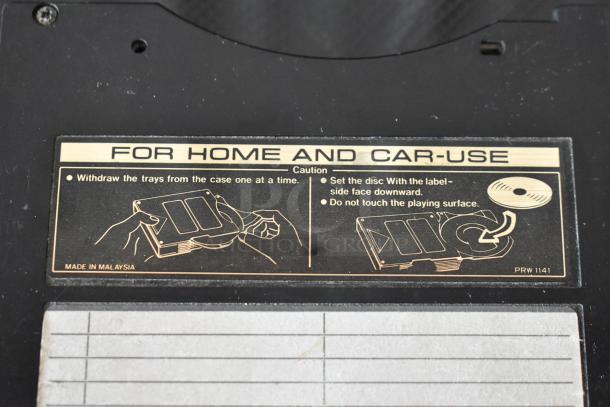 FOR HOME AND CAR-USE
Caution
• Withdraw the trays from the case one at a time.
• Set the disc With the label-
side face downward.
• Do not touch the playing surface.
MADE IN MALAYSIA
PRW 1141